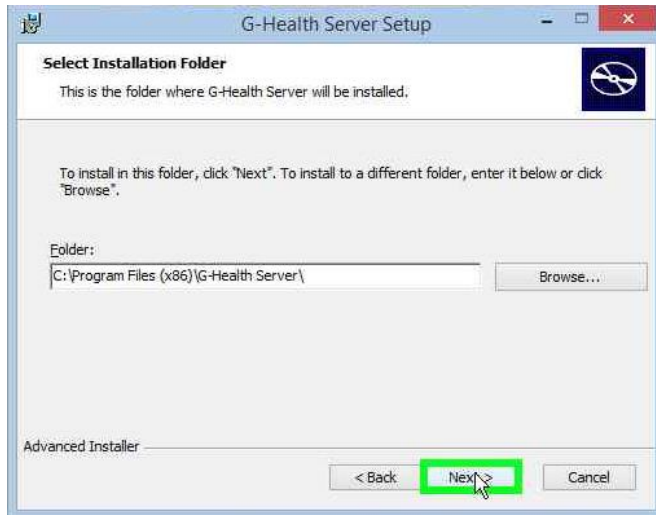 G-Health Server Setup
Select Installation Folder
This is the folder where G-Health Server will be installed.
To install in this folder, click "Next". To install to a different folder, enter it below or click
"Browse".
Folder:
C:\Program Files (x86)\G-Health Server\
Browse...
Advanced Installer
< Back
Next >
Cancel